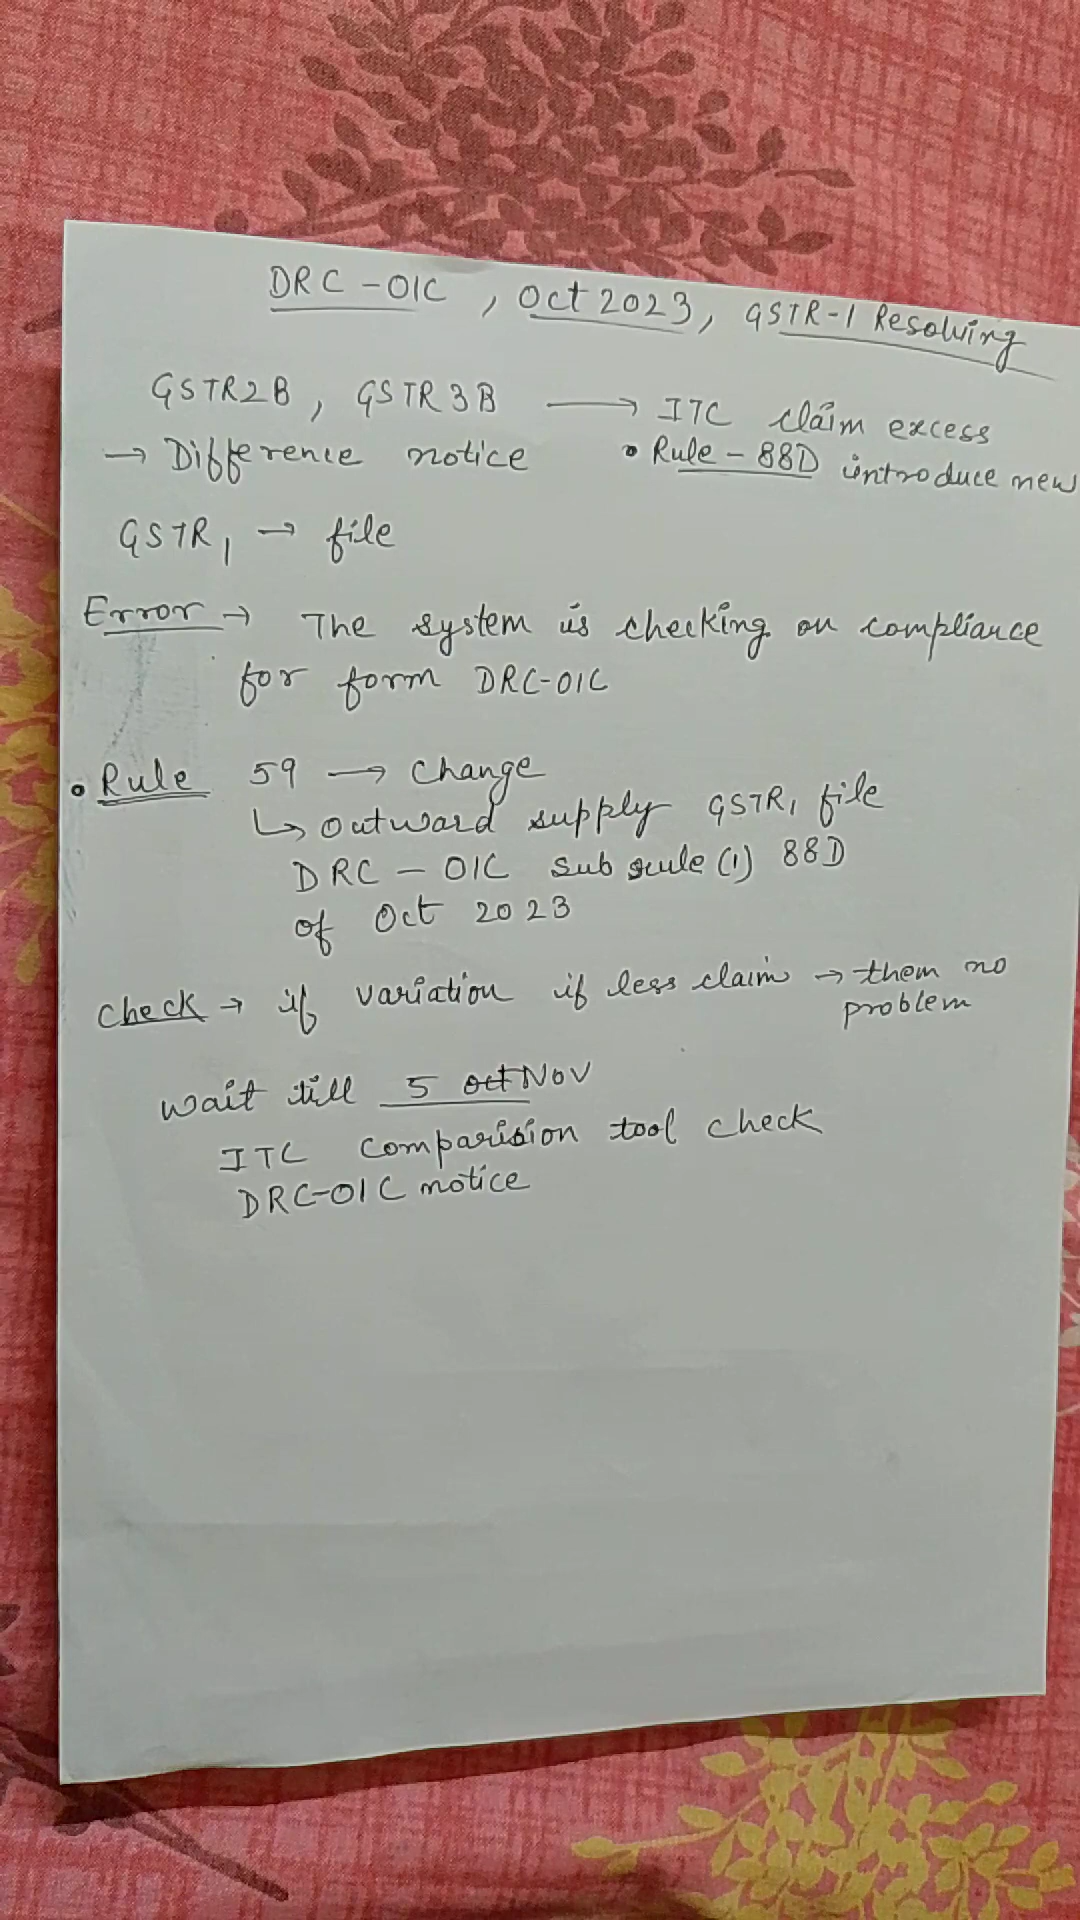 DRC-01C, Oct 2023, GSTR-1 Resolving
GSTR2B, GSTR3B → ITC claim excess
→ Difference notice • Rule-88D introduce new
GSTR1 → file
Error → The system is checking on compliance
for form DRC-01C
• Rule 59 → change
↳ outward supply GSTR1 file
DRC-01C sub rule (1) 88D
of Oct 2023
Check → if variation if less claim → them no
problem
wait till 5 oct Nov
ITC Comparision tool check
DRC-01C notice